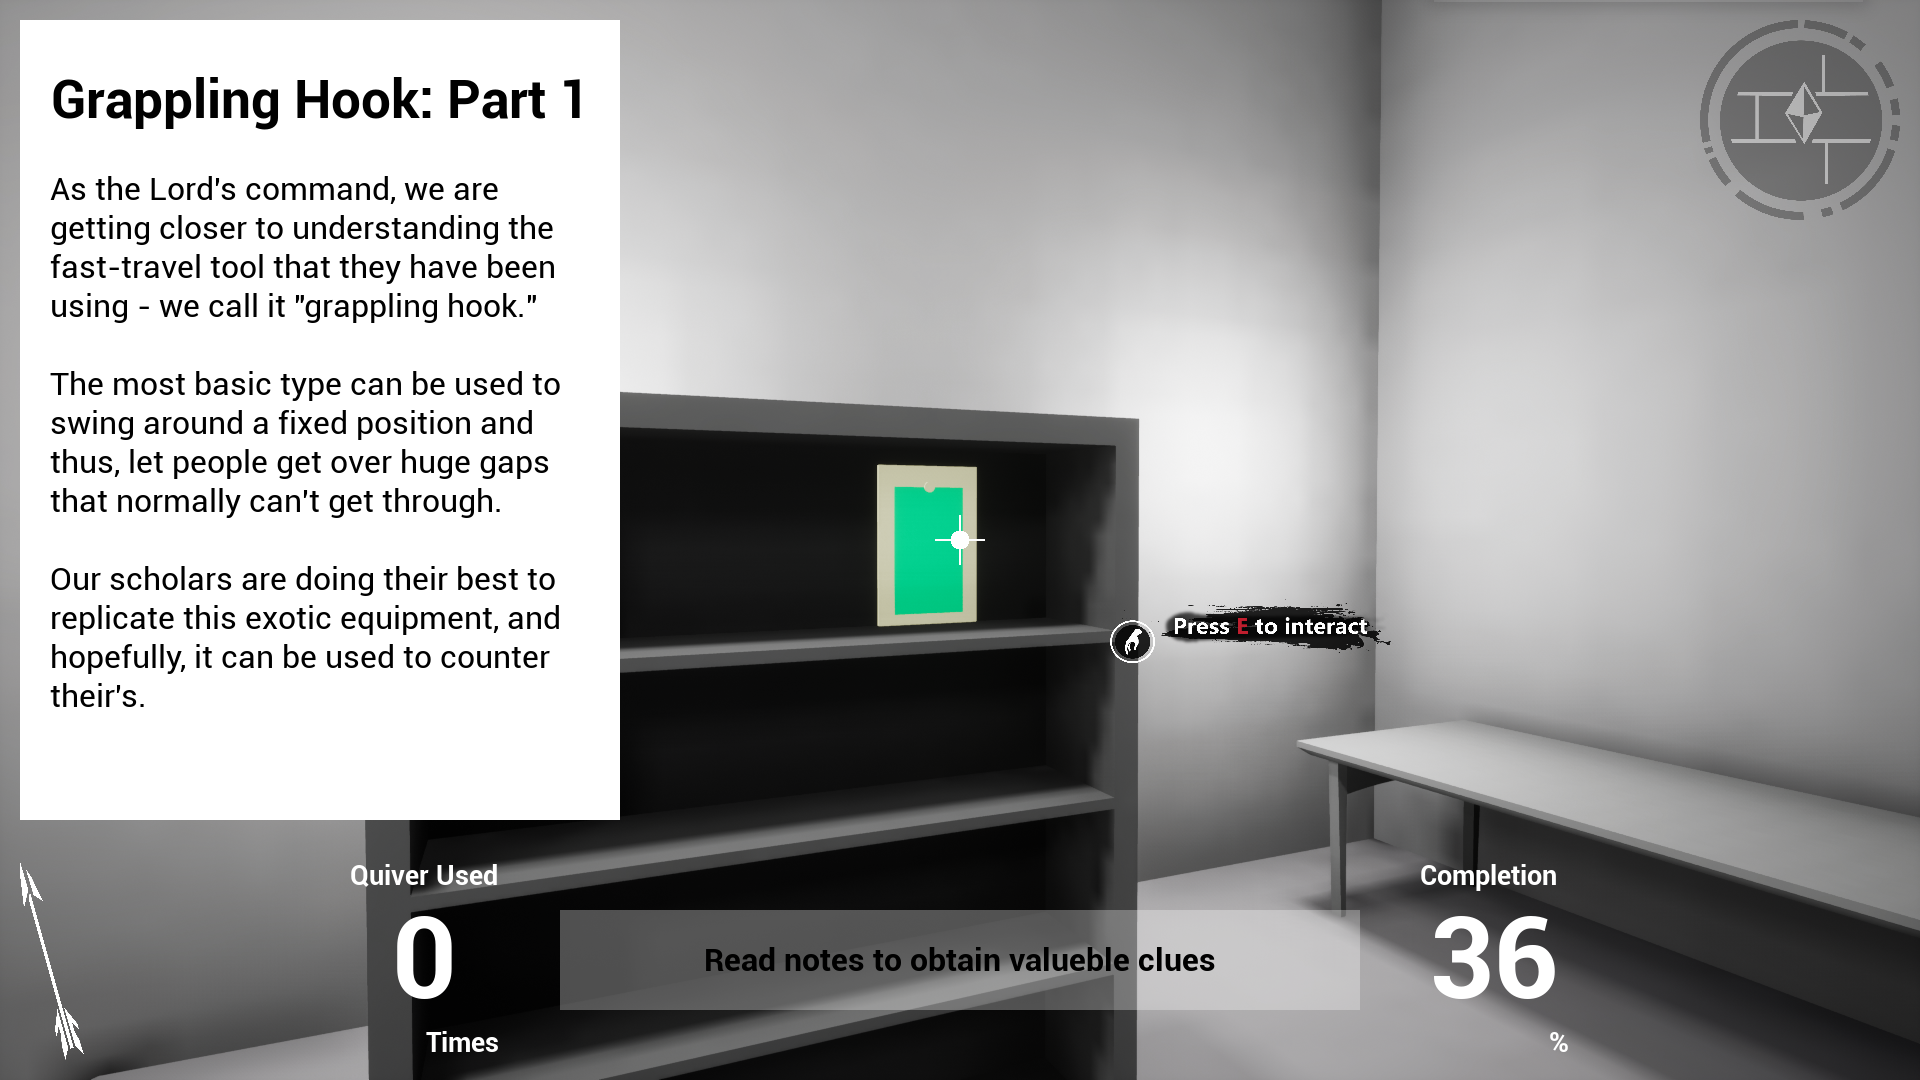 Grappling Hook: Part 1
As the Lord's command, we are
getting closer to understanding the
fast-travel tool that they have been
using - we call it "grappling hook."
The most basic type can be used to
swing around a fixed position and
thus, let people get over huge gaps
that normally can't get through.
Our scholars are doing their best to
replicate this exotic equipment, and
hopefully, it can be used to counter
their's.
Press E to interact
Quiver Used
0
Times
Read notes to obtain valueble clues
Completion
36
%